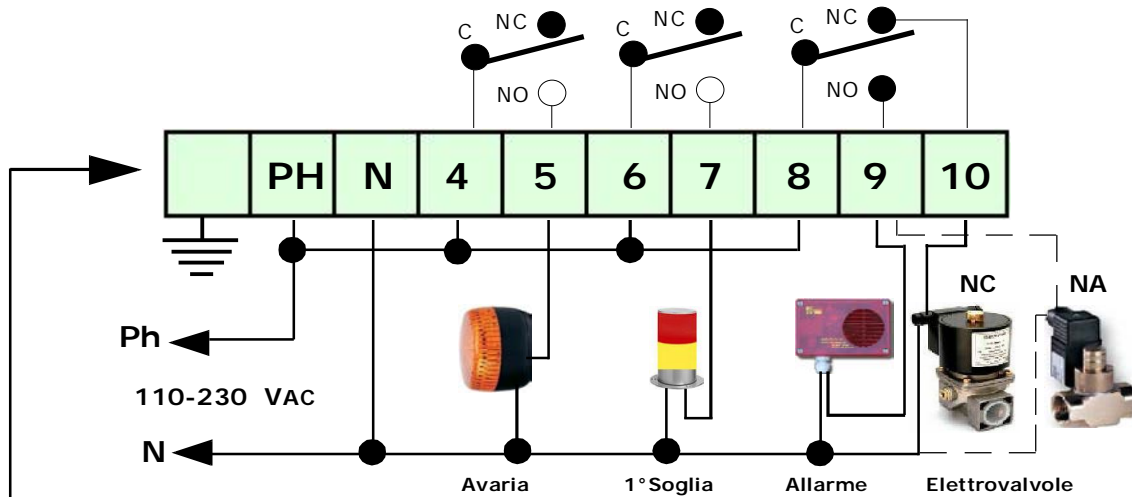 C NC C NC C NC
NO NO NO
PH N 4 5 6 7 8 9 10
NC NA
Ph
110-230 VAC
N
Avaria 1°Soglia Allarme Elettrovalvole